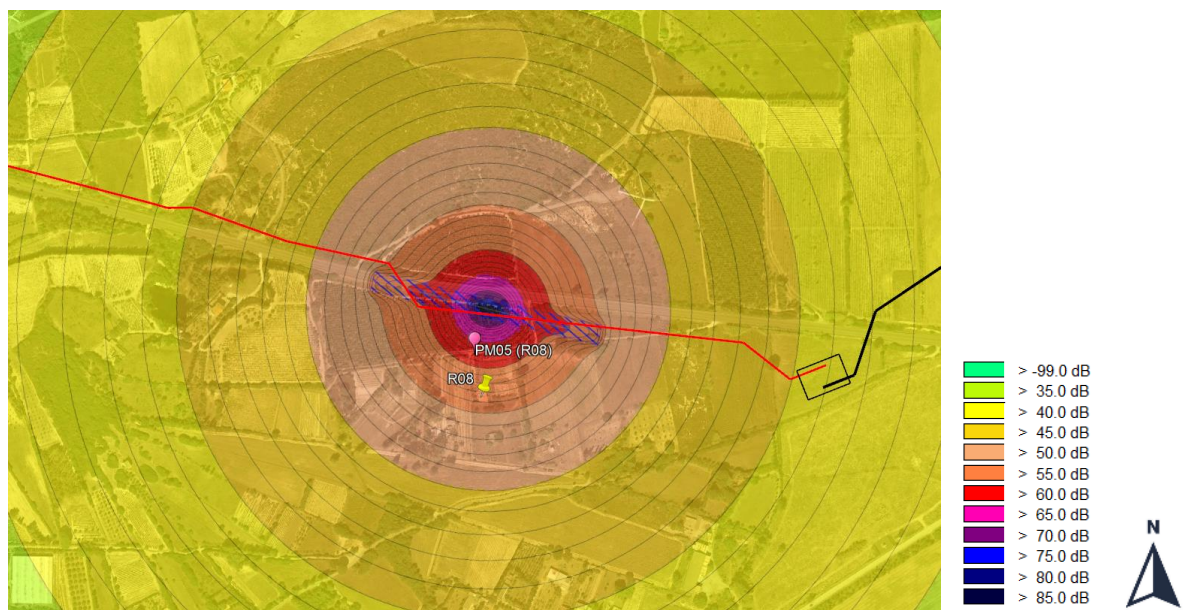 PM05 (R08)
R08
> -99.0 dB
> 35.0 dB
> 40.0 dB
> 45.0 dB
> 50.0 dB
> 55.0 dB
> 60.0 dB
> 65.0 dB
> 70.0 dB
> 75.0 dB
> 80.0 dB
> 85.0 dB
N